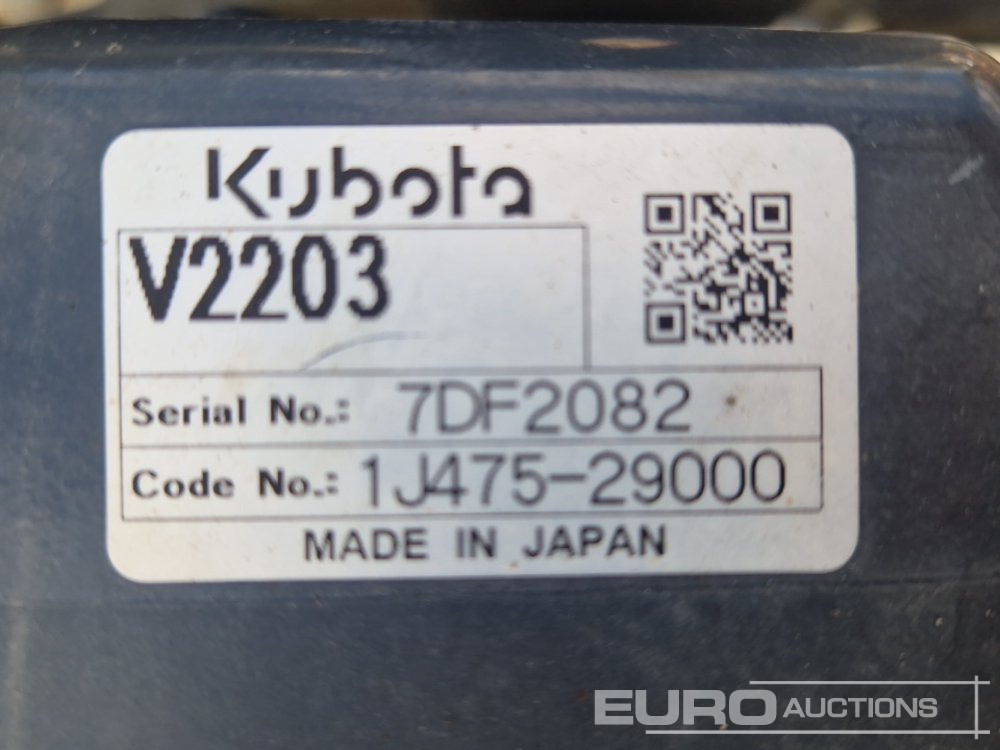 Kubota
V2203
Serial No.: 7DF2082
Code No.: 1J475-29000
MADE IN JAPAN
EURO AUCTIONS